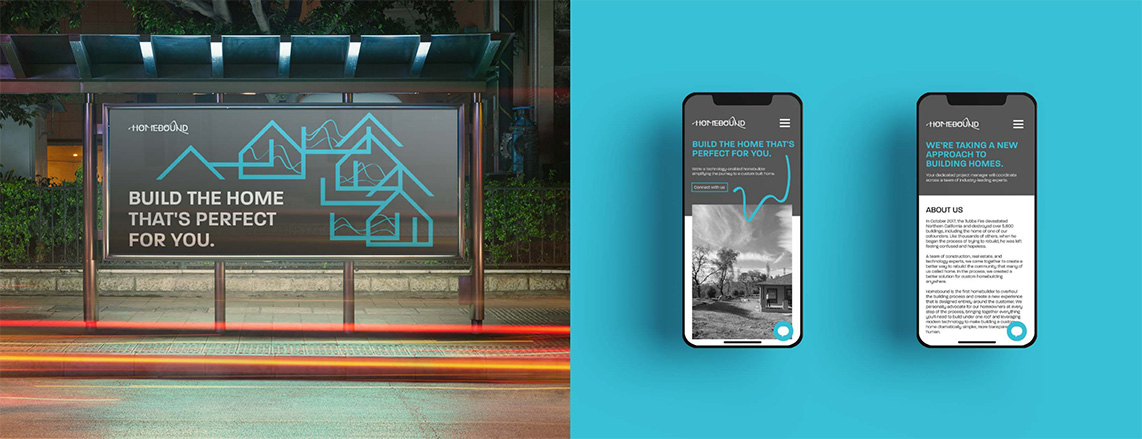 HOMEBOUND
BUILD THE HOME
THAT'S PERFECT
FOR YOU.
HOMEBOUND
BUILD THE HOME THAT'S
PERFECT FOR YOU.
We're a technology-enabled homebuilder
simplifying the journey to a custom built home.
Connect with us
HOMEBOUND
WE'RE TAKING A NEW
APPROACH TO
BUILDING HOMES.
Your dedicated project manager will coordinate
across a team of industry-leading experts.
ABOUT US
In October 2017, the Tubbs Fire devastated
Northern California and destroyed over 5,600
buildings, including the home of one of our
cofounders. Like thousands of others, when he
began the process of trying to rebuild, he was left
feeling confused and hopeless.
A team of construction, real estate, and
technology experts, we came together to create a
better way to rebuild the community that many of
us called home. In the process, we created a
better solution for custom homebuilding
anywhere.
Homebound is the first homebuilder to overhaul
the building process and create a new experience
that is designed entirely around the customer. We
personally advocate for our homeowners at every
step of the process, bringing together everything
you'll need to build under one roof and leveraging
modern technology to make building a custom
home dramatically simpler, more transparent,
human.